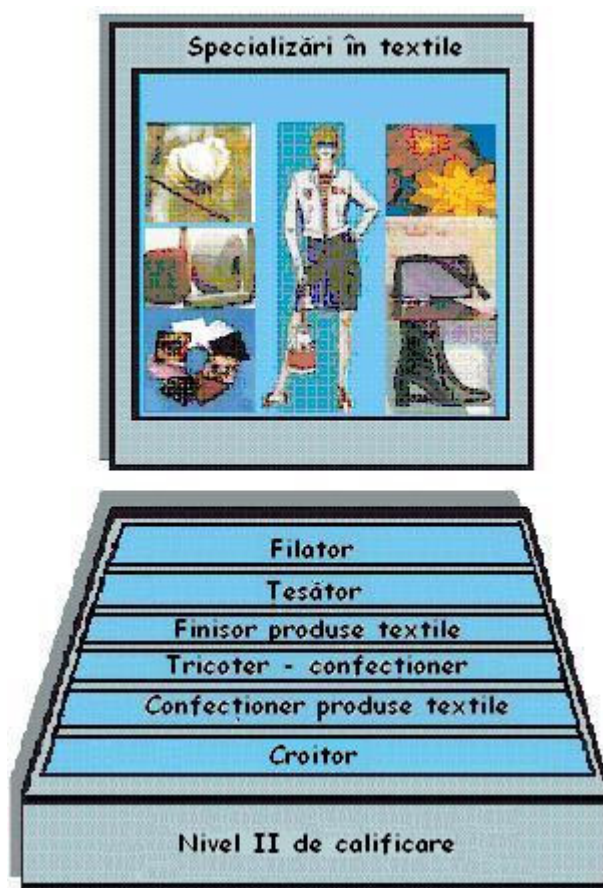 Specializări în textile
Filator
Țesător
Finisor produse textile
Tricoter - confecționer
Confecționer produse textile
Croitor
Nivel II de calificare